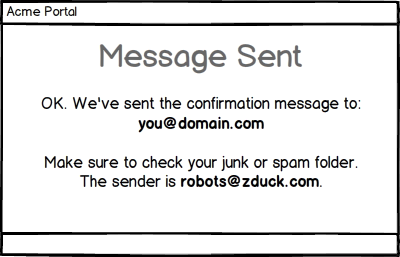 Acme Portal
Message Sent
OK. We've sent the confirmation message to:
you@domain.com
Make sure to check your junk or spam folder.
The sender is robots@zduck.com.